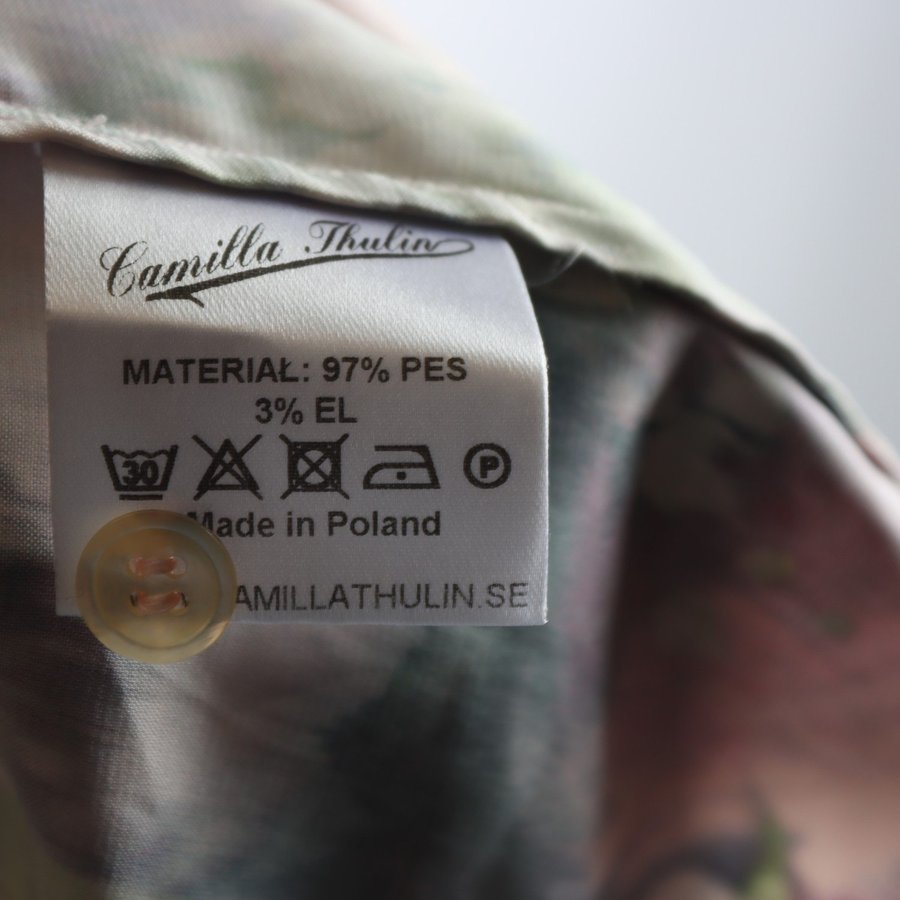 Camilla Thulin
MATERIAŁ: 97% PES
3% EL
30 P
Made in Poland
AMILLATHULIN.SE